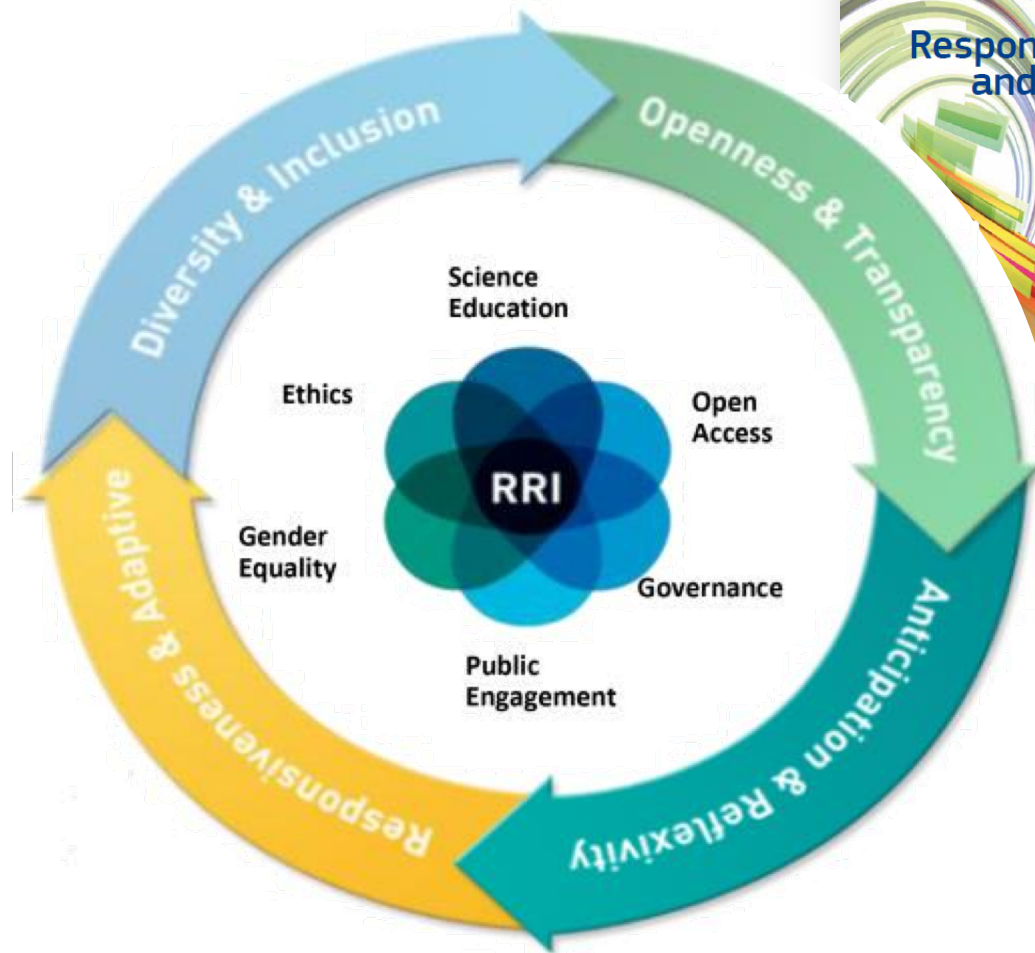 Respon
and
Diversity & Inclusion
Openness & Transparency
Science
Education
Ethics
Open
Access
RRI
Gender
Equality
Governance
Public
Engagement
Anticipation & Reflexivity
Responsiveness & Adaptive